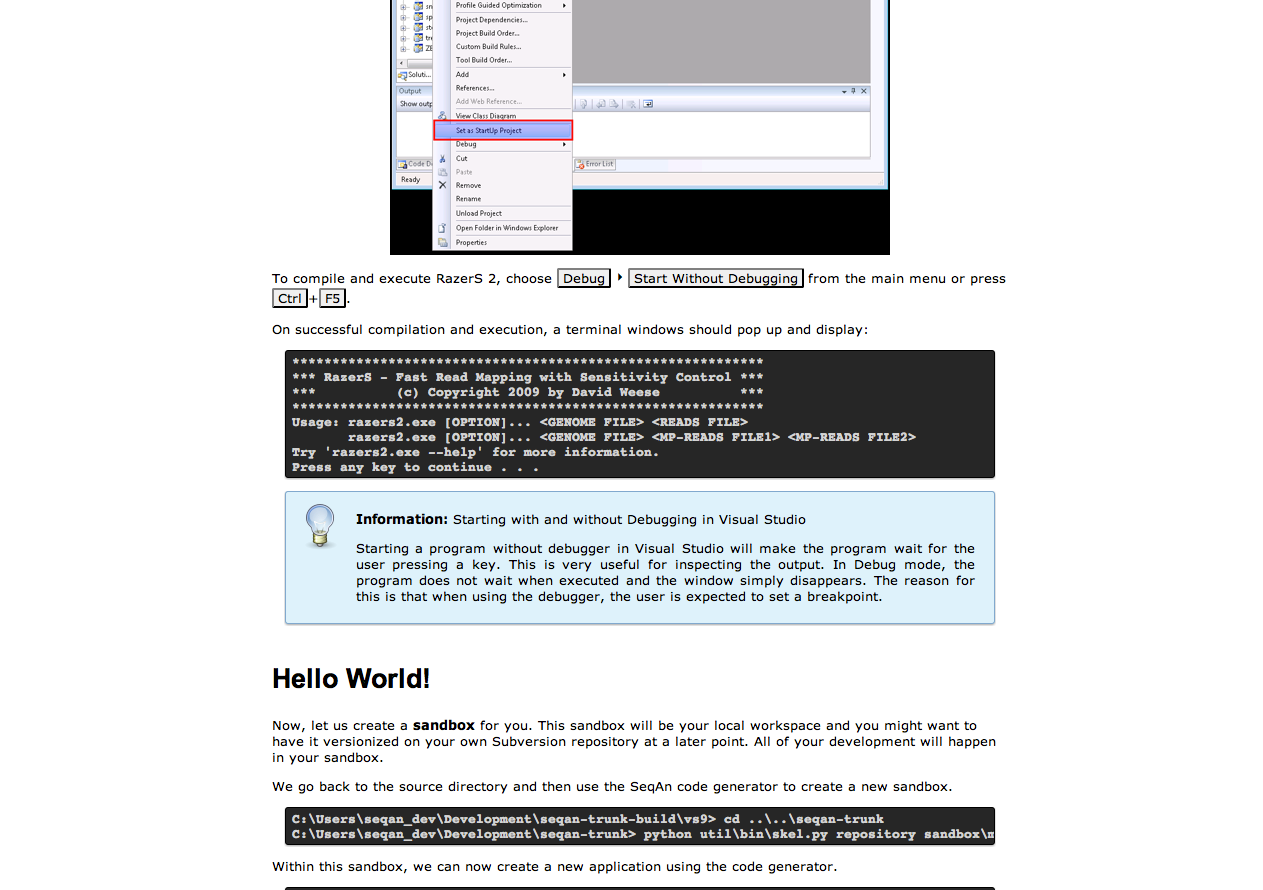 Profile Guided Optimization
Project Dependencies...
Project Build Order...
Custom Build Rules...
Tool Build Order...
Soluti...
Add
References...
Output
Add Web Reference...
Show outp
View Class Diagram
Set as StartUp Project
Debug
Code De
Cut
Error List
Paste
Ready
Remove
Rename
Unload Project
Open Folder in Windows Explorer
Properties
To compile and execute RazerS 2, choose Debug ‣ Start Without Debugging from the main menu or press
Ctrl+F5.
On successful compilation and execution, a terminal windows should pop up and display:
***********************************************************
*** RazerS - Fast Read Mapping with Sensitivity Control ***
***          (c) Copyright 2009 by David Weese          ***
***********************************************************
Usage: razers2.exe [OPTION]... <GENOME FILE> <READS FILE>
       razers2.exe [OPTION]... <GENOME FILE> <MP-READS FILE1> <MP-READS FILE2>
Try 'razers2.exe --help' for more information.
Press any key to continue . . .
Information: Starting with and without Debugging in Visual Studio
Starting a program without debugger in Visual Studio will make the program wait for the
user pressing a key. This is very useful for inspecting the output. In Debug mode, the
program does not wait when executed and the window simply disappears. The reason for
this is that when using the debugger, the user is expected to set a breakpoint.
Hello World!
Now, let us create a sandbox for you. This sandbox will be your local workspace and you might want to
have it versionized on your own Subversion repository at a later point. All of your development will happen
in your sandbox.
We go back to the source directory and then use the SeqAn code generator to create a new sandbox.
C:\Users\seqan_dev\Development\seqan-trunk-build\vs9> cd ..\..\seqan-trunk
C:\Users\seqan_dev\Development\seqan-trunk> python util\bin\skel.py repository sandbox\m
Within this sandbox, we can now create a new application using the code generator.